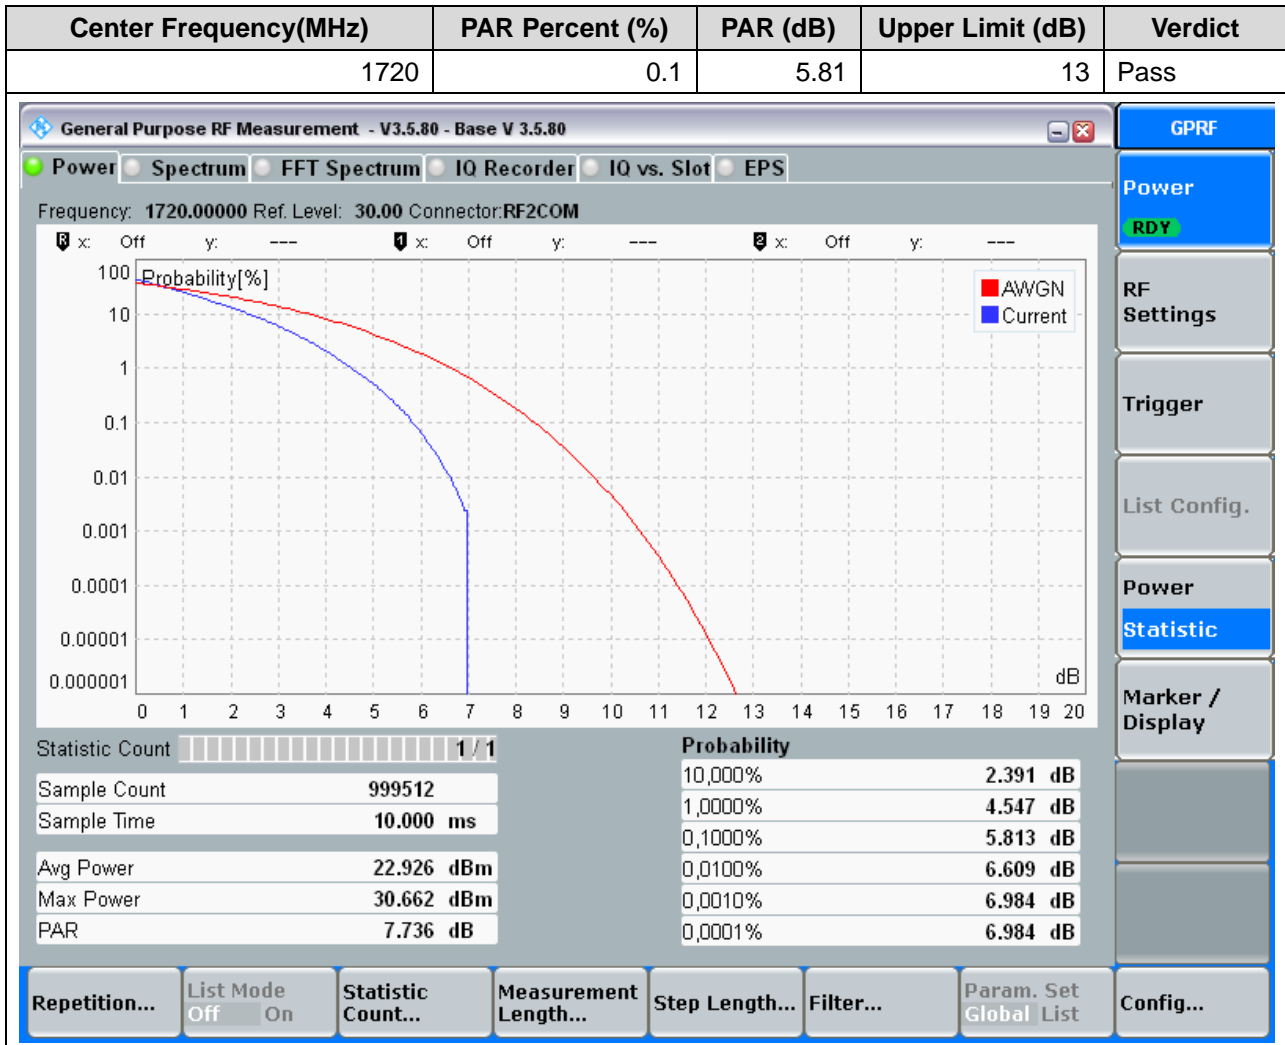 Center Frequency(MHz) PAR Percent (%) PAR (dB) Upper Limit (dB) Verdict
1720 0.1 5.81 13 Pass
General Purpose RF Measurement - V3.5.80 - Base V 3.5.80
GPRF
Power Spectrum FFT Spectrum IQ Recorder IQ vs. Slot EPS
Frequency: 1720.00000 Ref. Level: 30.00 Connector:RF2COM
R x: Off y: --- 1 x: Off y: --- 2 x: Off y: ---
Probability[%]
AWGN
Current
100
10
1
0.1
0.01
0.001
0.0001
0.00001
0.000001
dB
0 1 2 3 4 5 6 7 8 9 10 11 12 13 14 15 16 17 18 19 20
Statistic Count 1 / 1
Sample Count 999512
Sample Time 10.000 ms
Avg Power 22.926 dBm
Max Power 30.662 dBm
PAR 7.736 dB
Probability
10,000% 2.391 dB
1,0000% 4.547 dB
0,1000% 5.813 dB
0,0100% 6.609 dB
0,0010% 6.984 dB
0,0001% 6.984 dB
Power
RDY
RF
Settings
Trigger
List Config.
Power
Statistic
Marker /
Display
Repetition...
List Mode
Off On
Statistic
Count...
Measurement
Length...
Step Length...
Filter...
Param. Set
Global List
Config...